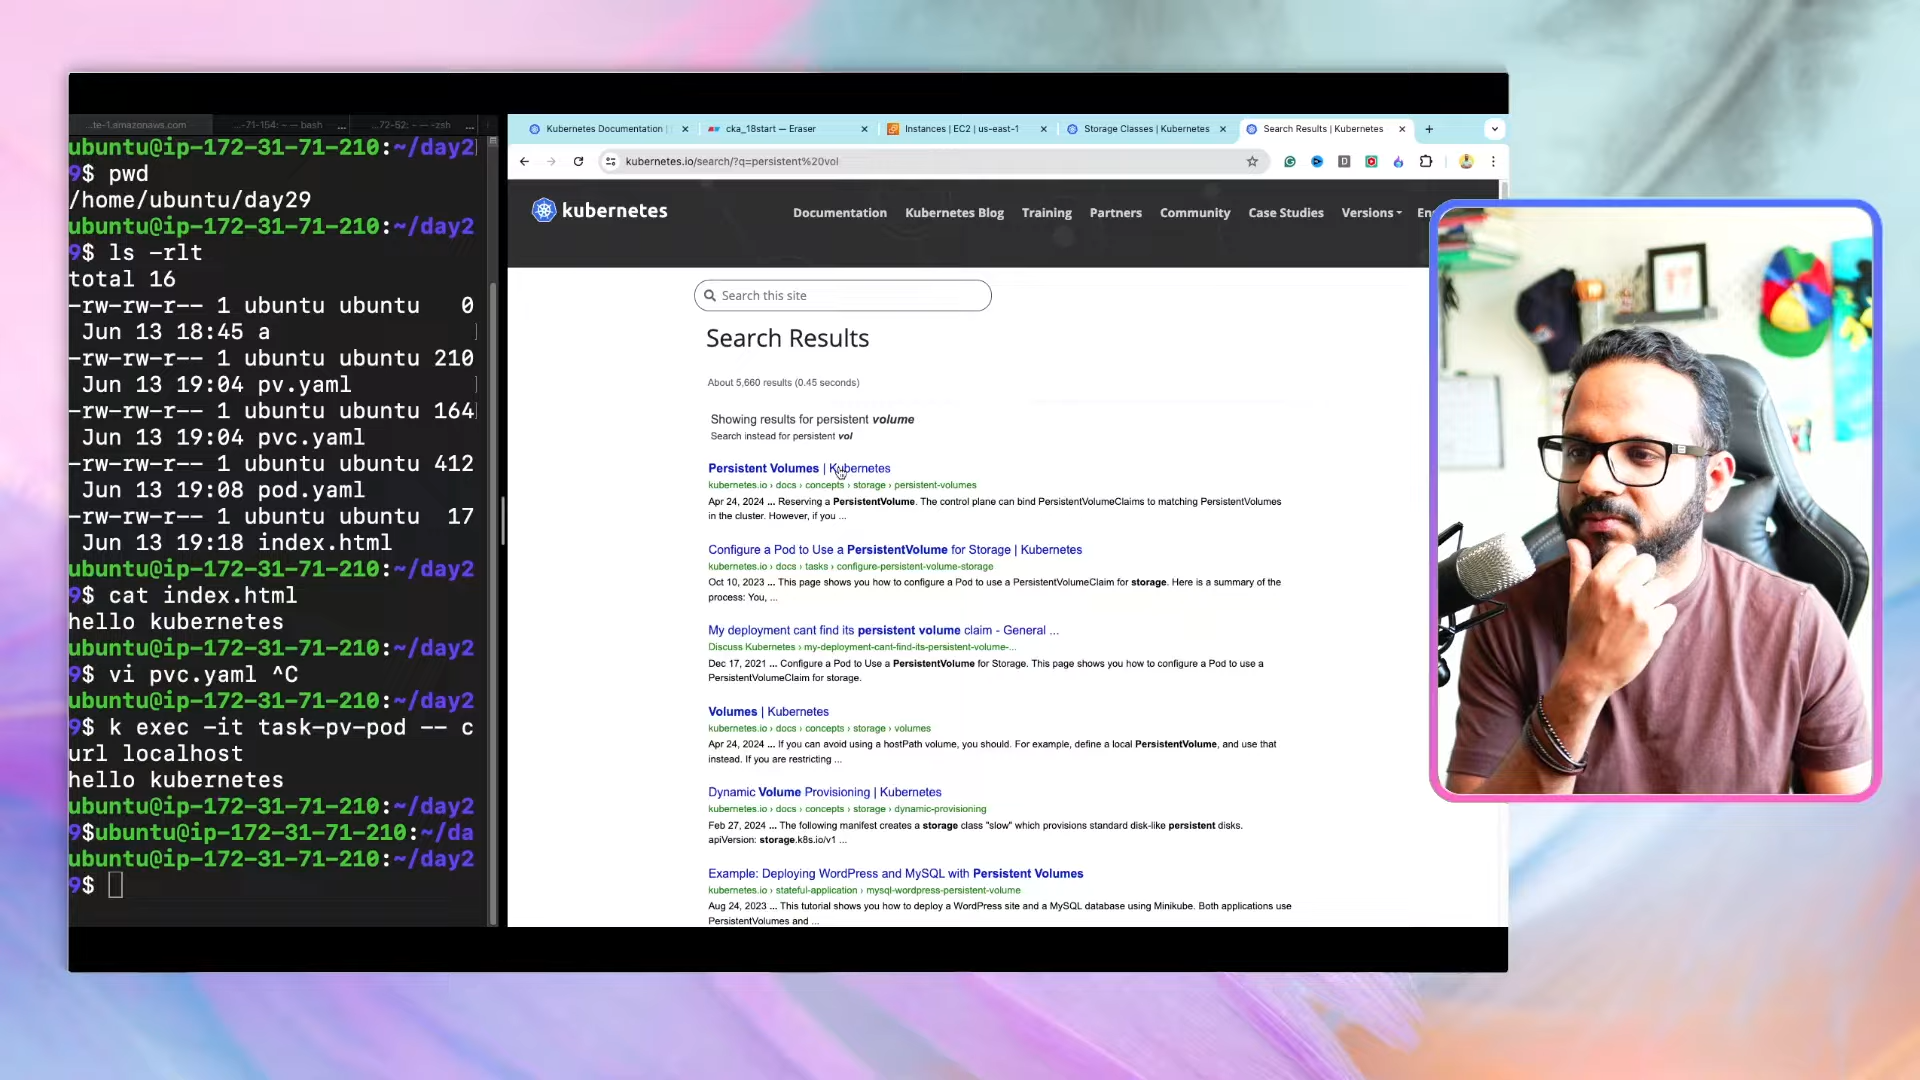 ...te-1.amazonaws.com
...-71-154: ~ — bash ...
...72-52: ~ — -zsh ...
ubuntu@ip-172-31-71-210:~/day2
9$ pwd
/home/ubuntu/day29
ubuntu@ip-172-31-71-210:~/day2
9$ ls -rlt
total 16
-rw-rw-r-- 1 ubuntu ubuntu   0
 Jun 13 18:45 a
-rw-rw-r-- 1 ubuntu ubuntu 210
 Jun 13 19:04 pv.yaml
-rw-rw-r-- 1 ubuntu ubuntu 164
 Jun 13 19:04 pvc.yaml
-rw-rw-r-- 1 ubuntu ubuntu 412
 Jun 13 19:08 pod.yaml
-rw-rw-r-- 1 ubuntu ubuntu  17
 Jun 13 19:18 index.html
ubuntu@ip-172-31-71-210:~/day2
9$ cat index.html
hello kubernetes
ubuntu@ip-172-31-71-210:~/day2
9$ vi pvc.yaml ^C
ubuntu@ip-172-31-71-210:~/day2
9$ k exec -it task-pv-pod -- c
url localhost
hello kubernetes
ubuntu@ip-172-31-71-210:~/day2
9$ubuntu@ip-172-31-71-210:~/da
ubuntu@ip-172-31-71-210:~/day2
9$
Kubernetes Documentation |
cka_18start — Eraser
Instances | EC2 | us-east-1
Storage Classes | Kubernetes
Search Results | Kubernetes
kubernetes.io/search/?q=persistent%20vol
kubernetes
Documentation
Kubernetes Blog
Training
Partners
Community
Case Studies
Versions
En
Search this site
Search Results
About 5,660 results (0.45 seconds)
Showing results for persistent volume
Search instead for persistent vol
Persistent Volumes | Kubernetes
kubernetes.io › docs › concepts › storage › persistent-volumes
Apr 24, 2024 ... Reserving a PersistentVolume. The control plane can bind PersistentVolumeClaims to matching PersistentVolumes
in the cluster. However, if you ...
Configure a Pod to Use a PersistentVolume for Storage | Kubernetes
kubernetes.io › docs › tasks › configure-persistent-volume-storage
Oct 10, 2023 ... This page shows you how to configure a Pod to use a PersistentVolumeClaim for storage. Here is a summary of the
process: You, ...
My deployment cant find its persistent volume claim - General ...
Discuss Kubernetes › my-deployment-cant-find-its-persistent-volume-...
Dec 17, 2021 ... Configure a Pod to Use a PersistentVolume for Storage. This page shows you how to configure a Pod to use a
PersistentVolumeClaim for storage.
Volumes | Kubernetes
kubernetes.io › docs › concepts › storage › volumes
Apr 24, 2024 ... If you can avoid using a hostPath volume, you should. For example, define a local PersistentVolume, and use that
instead. If you are restricting ...
Dynamic Volume Provisioning | Kubernetes
kubernetes.io › docs › concepts › storage › dynamic-provisioning
Feb 27, 2024 ... The following manifest creates a storage class "slow" which provisions standard disk-like persistent disks.
apiVersion: storage.k8s.io/v1 ...
Example: Deploying WordPress and MySQL with Persistent Volumes
kubernetes.io › stateful-application › mysql-wordpress-persistent-volume
Aug 24, 2023 ... This tutorial shows you how to deploy a WordPress site and a MySQL database using Minikube. Both applications use
PersistentVolumes and ...